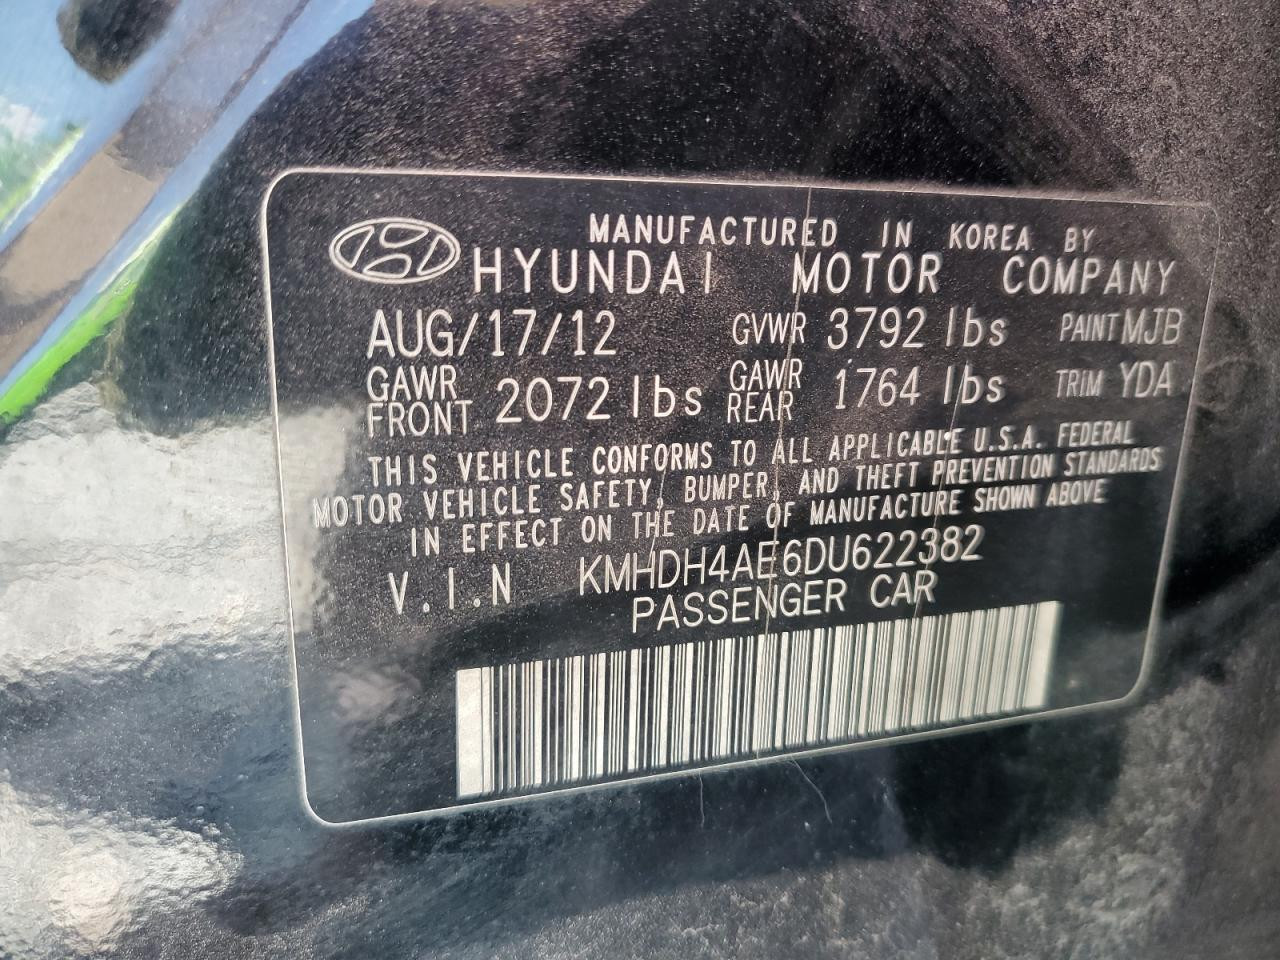 MANUFACTURED IN KOREA BY
HYUNDAI MOTOR COMPANY
AUG/17/12 GVWR 3792 lbs PAINT MJB
GAWR FRONT 2072 lbs GAWR REAR 1764 lbs TRIM YDA
THIS VEHICLE CONFORMS TO ALL APPLICABLE U.S.A. FEDERAL
MOTOR VEHICLE SAFETY, BUMPER, AND THEFT PREVENTION STANDARDS
IN EFFECT ON THE DATE OF MANUFACTURE SHOWN ABOVE
V.I.N KMHDH4AE6DU622382
PASSENGER CAR